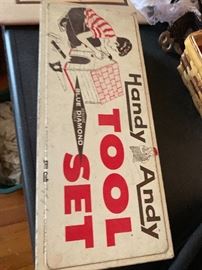 Handy Andy
TOOL
SET
BLUE DIAMOND